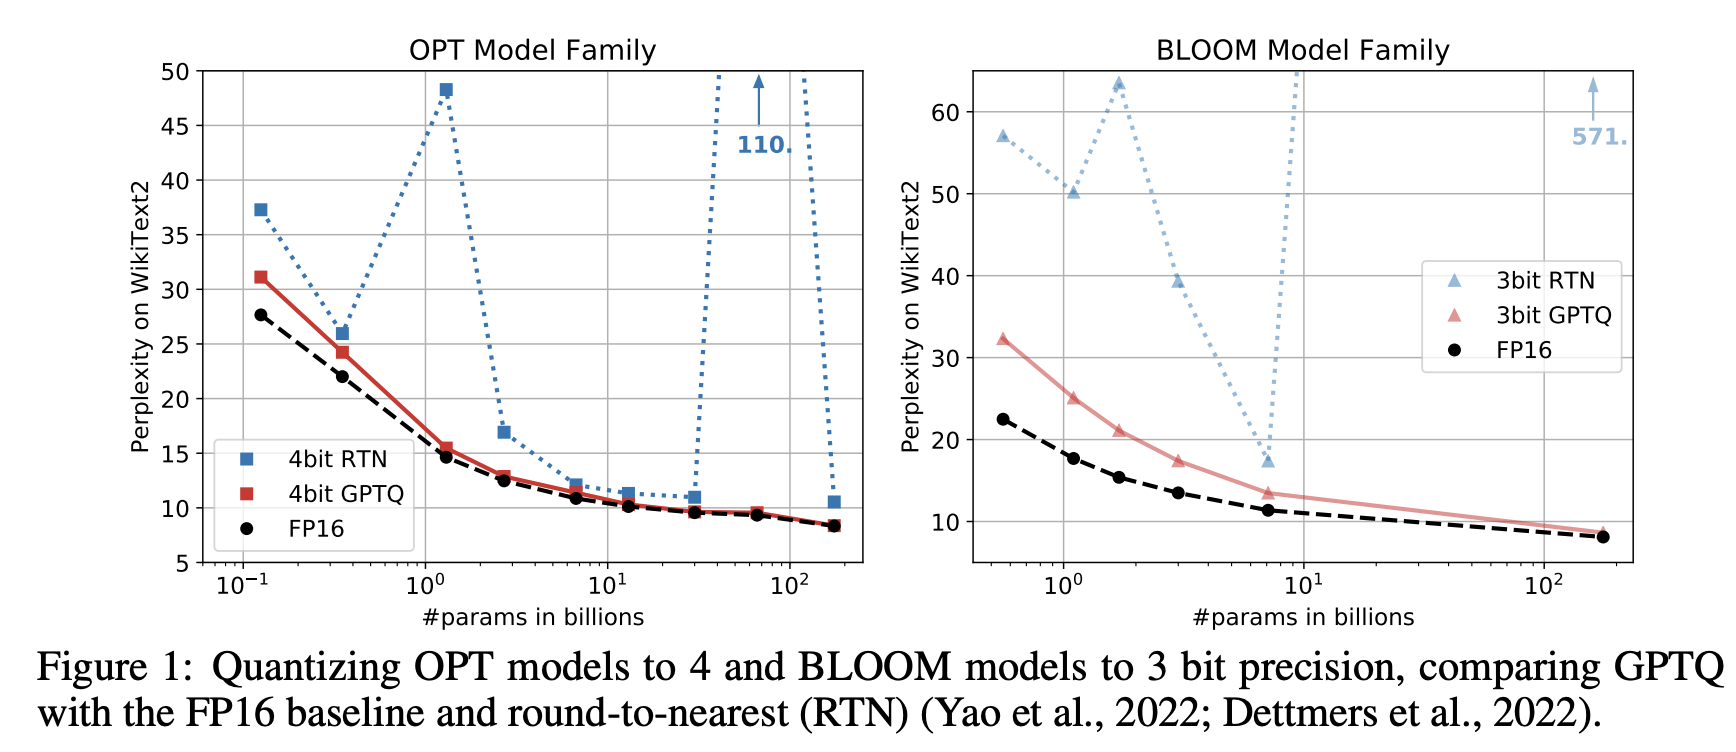 OPT Model Family
50
45
40
35
30
25
20
15
10
5
Perplexity on WikiText2
110.
4bit RTN
4bit GPTQ
FP16
10⁻¹
10⁰
10¹
10²
#params in billions
BLOOM Model Family
60
50
40
30
20
10
Perplexity on WikiText2
571.
3bit RTN
3bit GPTQ
FP16
10⁰
10¹
10²
#params in billions
Figure 1: Quantizing OPT models to 4 and BLOOM models to 3 bit precision, comparing GPTQ
with the FP16 baseline and round-to-nearest (RTN) (Yao et al., 2022; Dettmers et al., 2022).